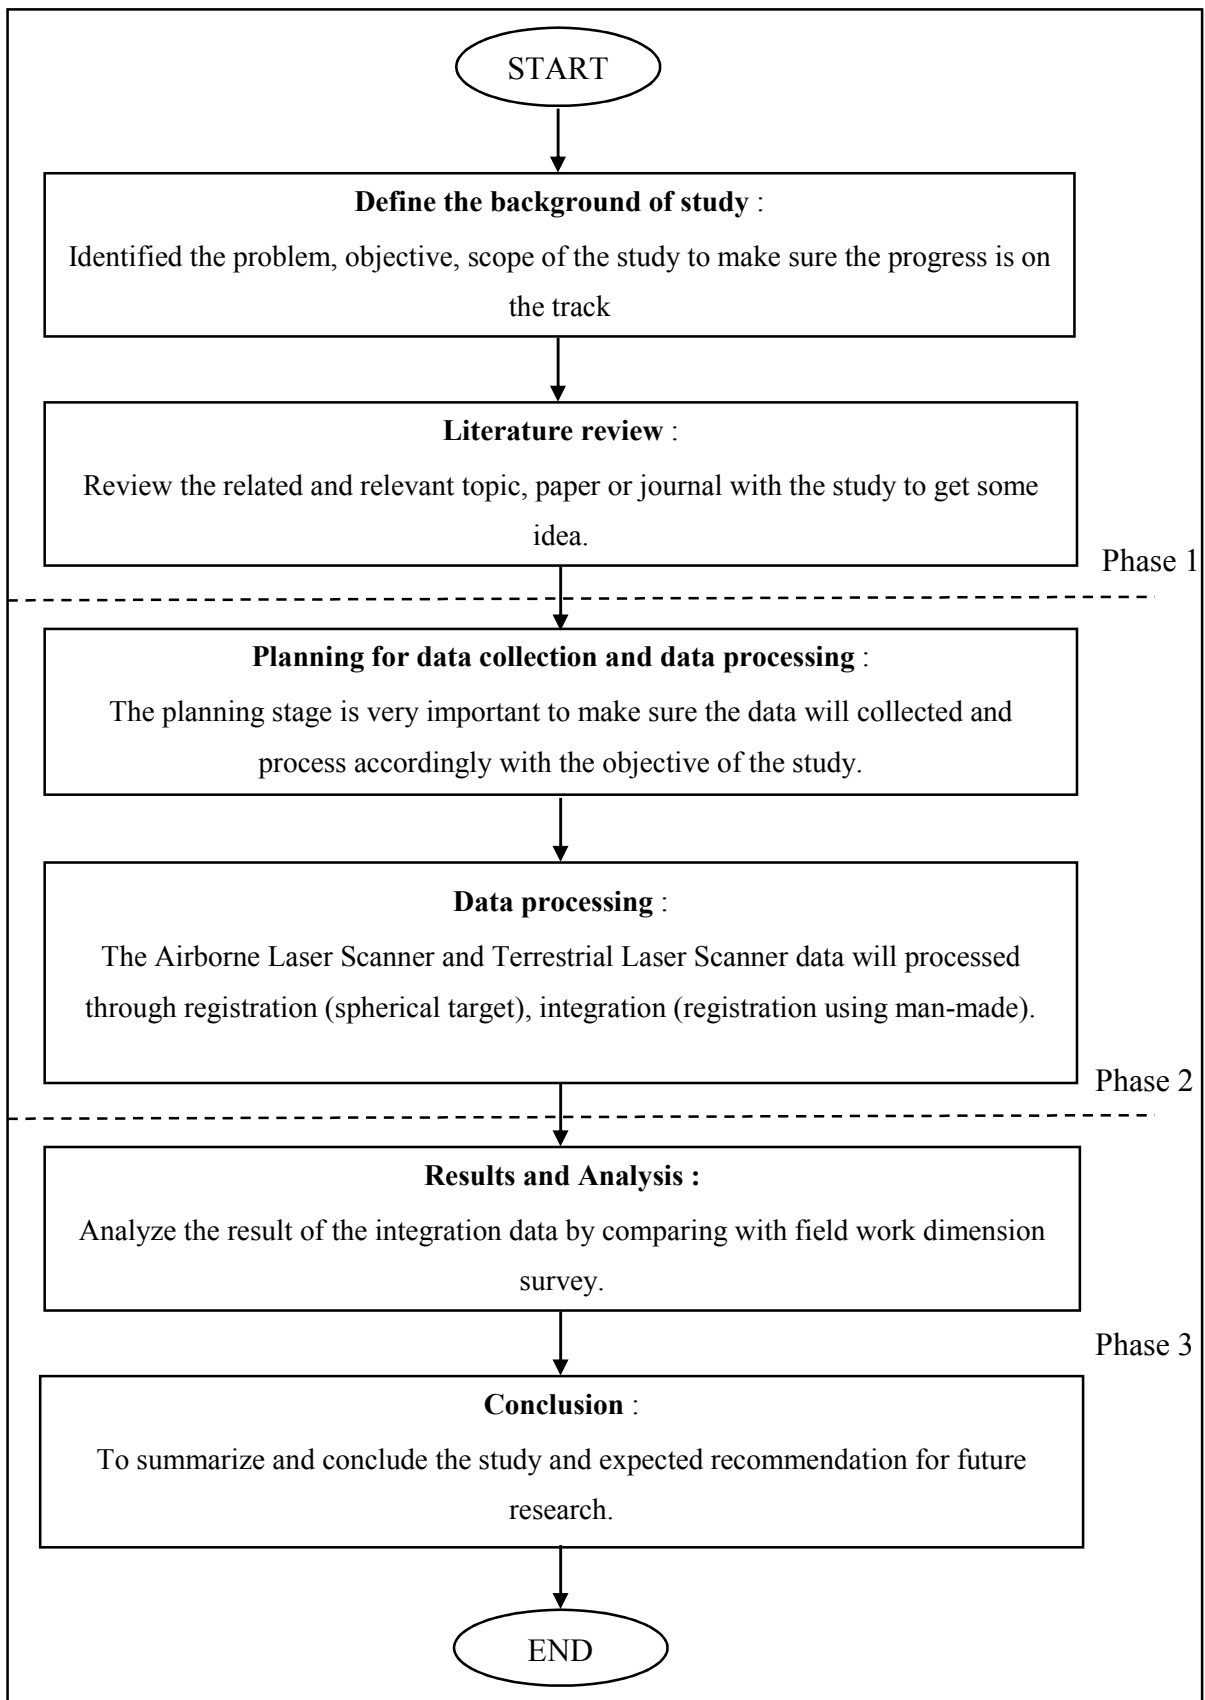 START
Define the background of study :
Identified the problem, objective, scope of the study to make sure the progress is on
the track
Literature review :
Review the related and relevant topic, paper or journal with the study to get some
idea.
Phase 1
Planning for data collection and data processing :
The planning stage is very important to make sure the data will collected and
process accordingly with the objective of the study.
Data processing :
The Airborne Laser Scanner and Terrestrial Laser Scanner data will processed
through registration (spherical target), integration (registration using man-made).
Phase 2
Results and Analysis :
Analyze the result of the integration data by comparing with field work dimension
survey.
Phase 3
Conclusion :
To summarize and conclude the study and expected recommendation for future
research.
END